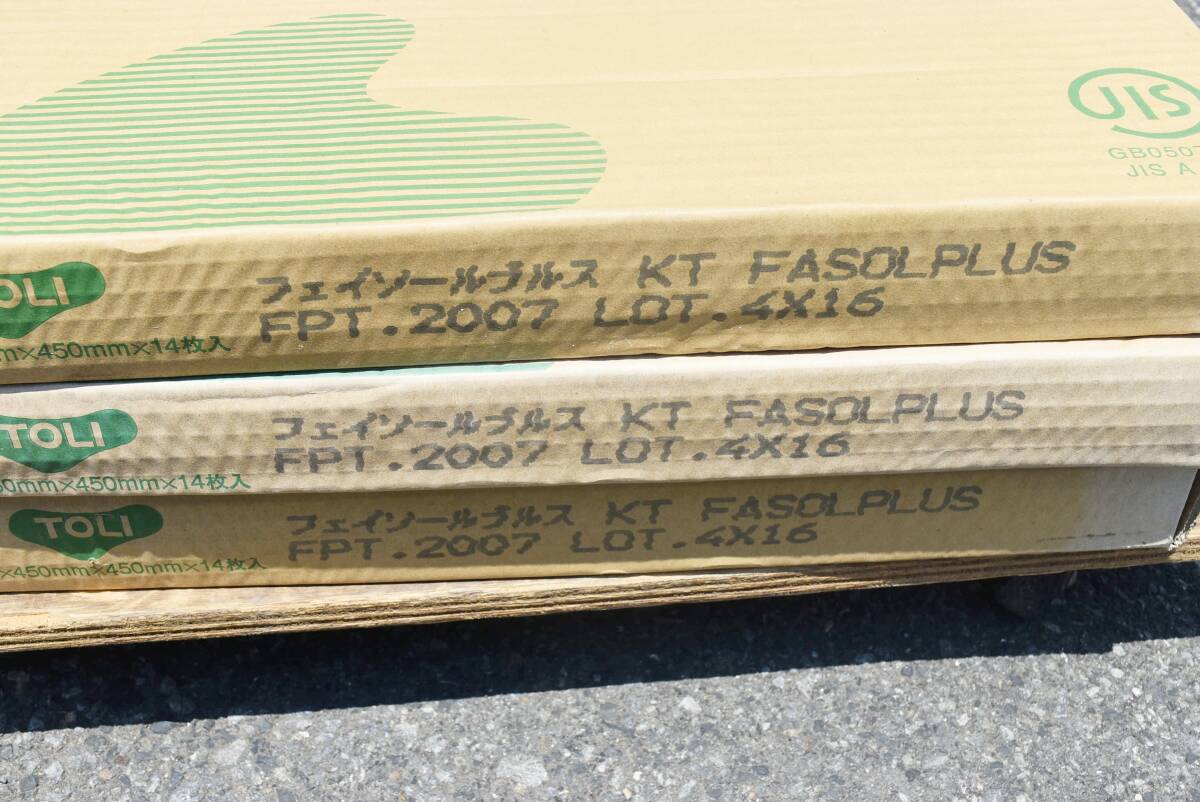 JIS
GB0507
JIS A
TOLI
フェイソールプルス KT FASOLPLUS
FPT.2007 LOT.4X16
m×450mm×14枚入
TOLI
フェイソールプルス KT FASOLPLUS
FPT.2007 LOT.4X16
50mm×450mm×14枚入
TOLI
フェイソールプルス KT FASOLPLUS
FPT.2007 LOT.4X16
×450mm×450mm×14枚入